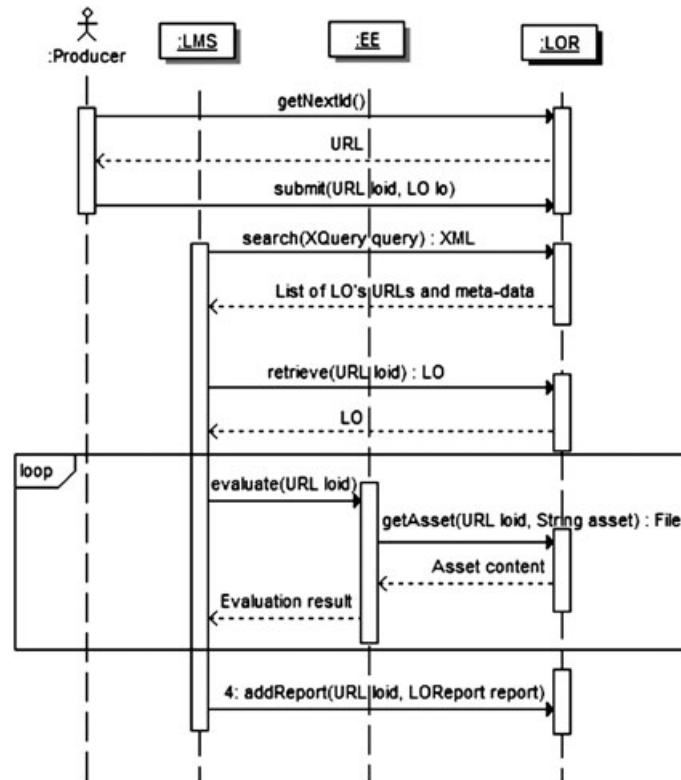 :Producer
:LMS
:EE
:LOR
getNextId()
URL
submit(URL loid, LO lo)
search(XQuery query) : XML
List of LO's URLs and meta-data
retrieve(URL loid) : LO
LO
loop
evaluate(URL loid)
getAsset(URL loid, String asset) : File
Asset content
Evaluation result
4: addReport(URL loid, LOReport report)